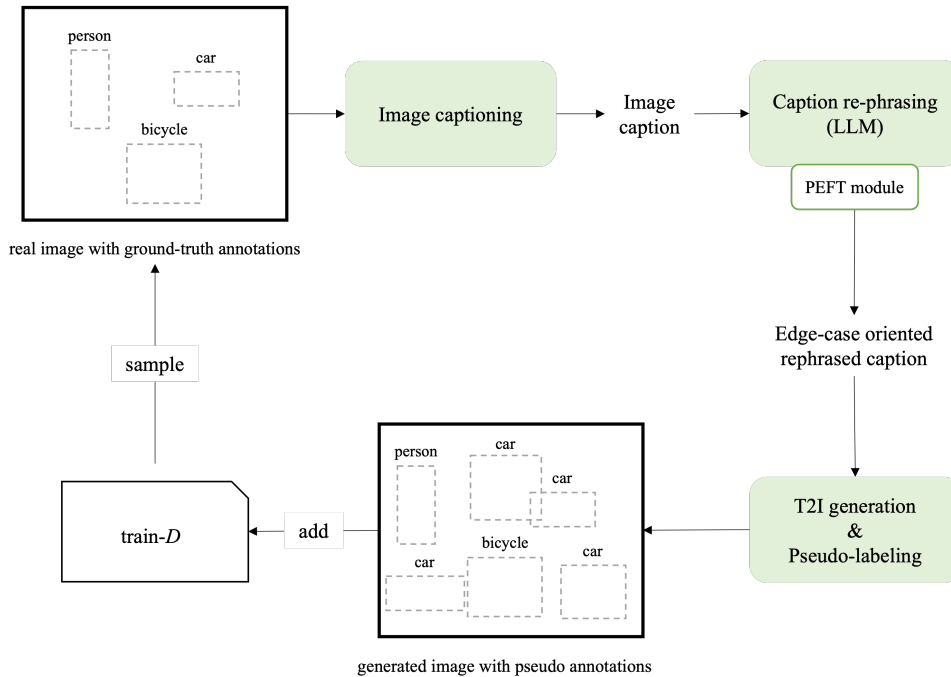 person
car
bicycle
real image with ground-truth annotations
Image captioning
Image
caption
Caption re-phrasing
(LLM)
PEFT module
Edge-case oriented
rephrased caption
T2I generation
&
Pseudo-labeling
person
car
car
car
bicycle
car
generated image with pseudo annotations
add
train-D
sample